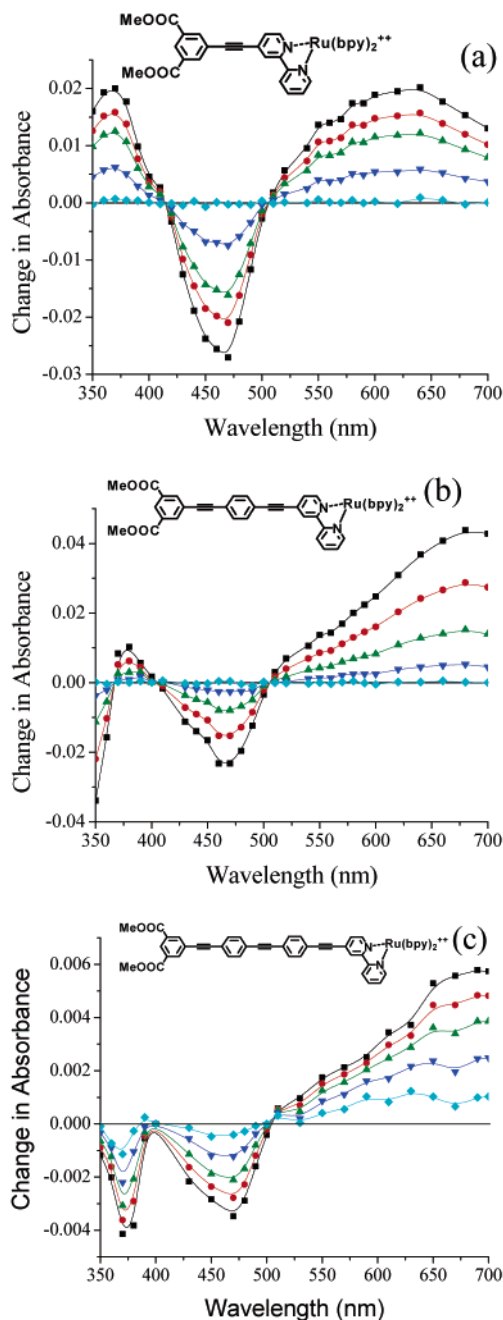 MeOOC
N
Ru(bpy)2++
(a)
MeOOC
N
0.02
0.01
0.00
-0.01
-0.02
-0.03
Change in Absorbance
350 400 450 500 550 600 650 700
Wavelength (nm)
MeOOC
N
Ru(bpy)2++
(b)
MeOOC
N
0.04
0.02
0.00
-0.02
-0.04
Change in Absorbance
350 400 450 500 550 600 650 700
Wavelength (nm)
MeOOC
N
Ru(bpy)2++
(c)
MeOOC
N
0.006
0.004
0.002
0.000
-0.002
-0.004
Change in Absorbance
350 400 450 500 550 600 650 700
Wavelength (nm)